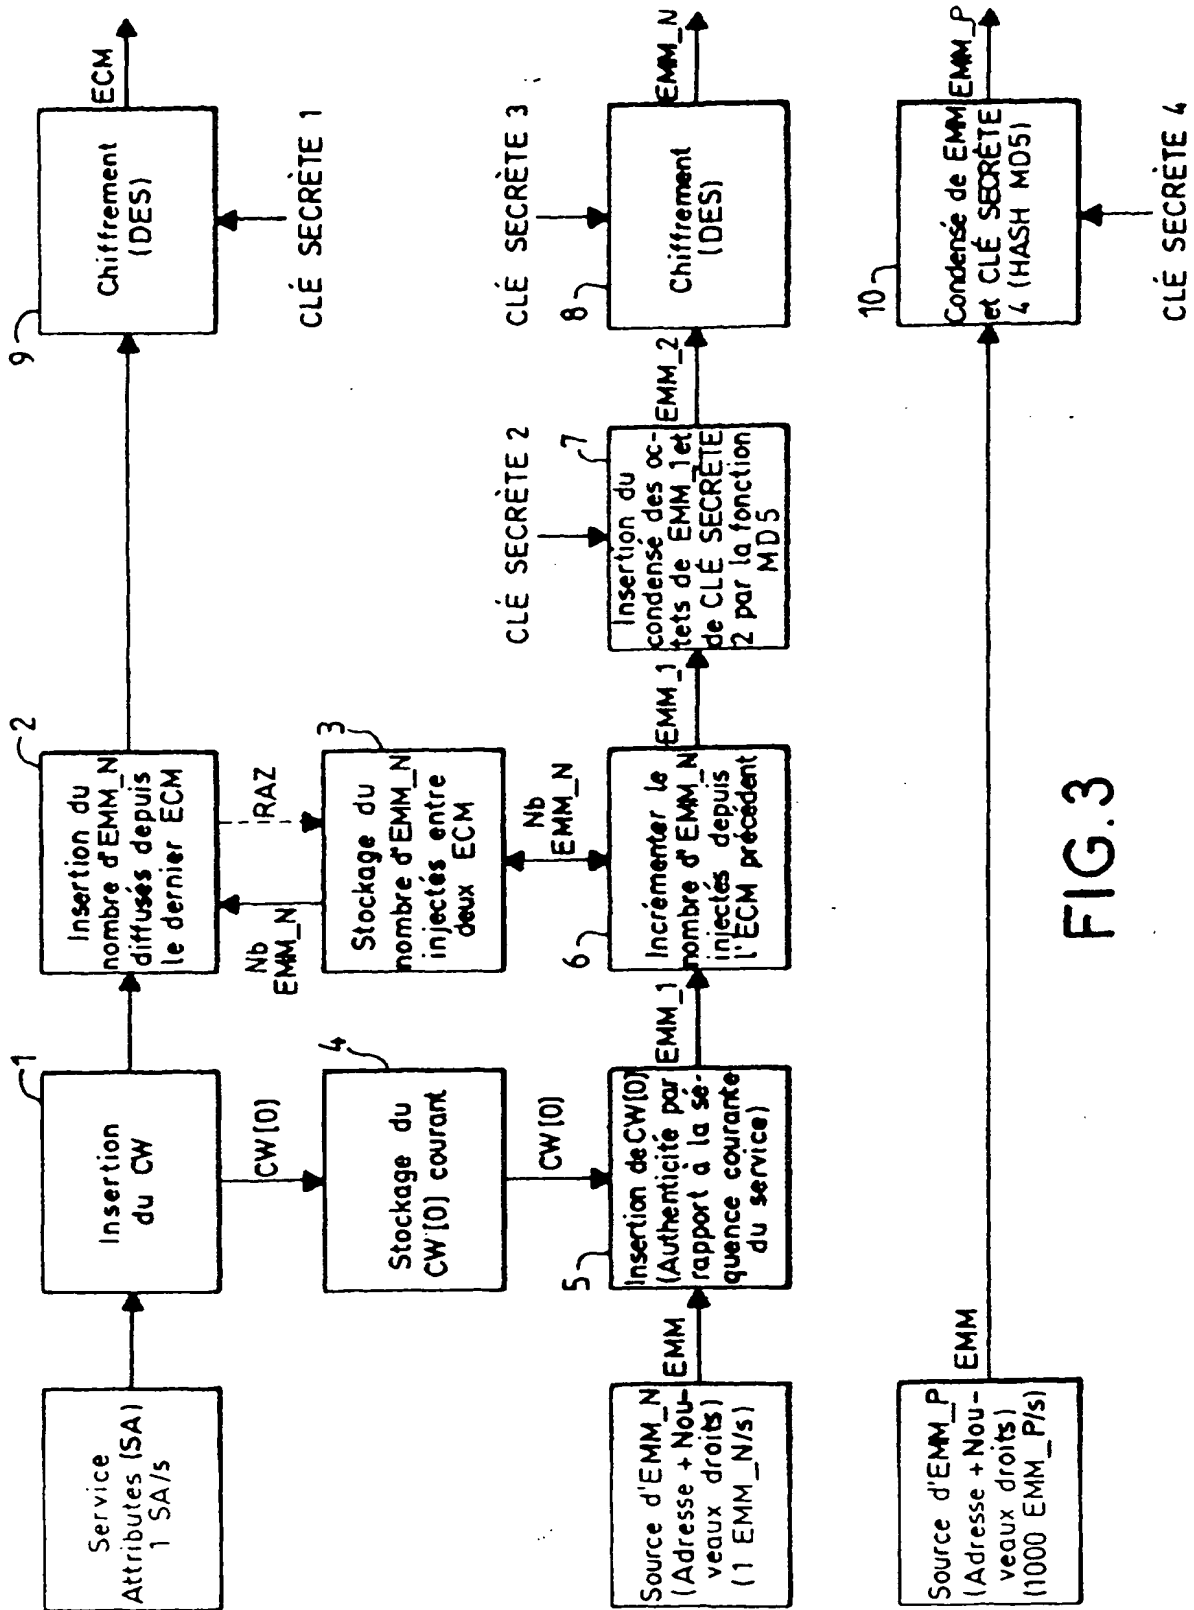 Service
Attributes (SA)
1 SA/s
1
Insertion
du CW
2
Insertion du
nombre d'EMM_N
diffusés depuis
le dernier ECM
9
Chiffrement
(DES)
ECM
CLÉ SECRÈTE 1
CW[0]
Nb
EMM_N
RAZ
4
Stockage du
CW[0] courant
3
Stockage du
nombre d'EMM_N
injectés entre
deux ECM
CW[0]
Nb
EMM_N
CLÉ SECRÈTE 2
CLÉ SECRÈTE 3
Source d'EMM_N
(Adresse + Nou-
veaux droits)
(1 EMM_N/s)
EMM
5
Insertion de CW[0]
(Authenticité par
rapport à la sé-
quence courante
du service)
EMM_1
6
Incrémenter le
nombre d'EMM_N
injectés depuis
l'ECM précédent
EMM_1
7
Insertion du
condensé des oc-
tets de EMM_1 et
de CLÉ SECRÈTE
2 par la fonction
MD5
EMM_2
8
Chiffrement
(DES)
EMM_N
Source d'EMM_P
(Adresse + Nou-
veaux droits)
(1000 EMM_P/s)
EMM
10
Condensé de EMM
et CLÉ SECRÈTE
4 (HASH MD5)
EMM_P
CLÉ SECRÈTE 4
FIG.3